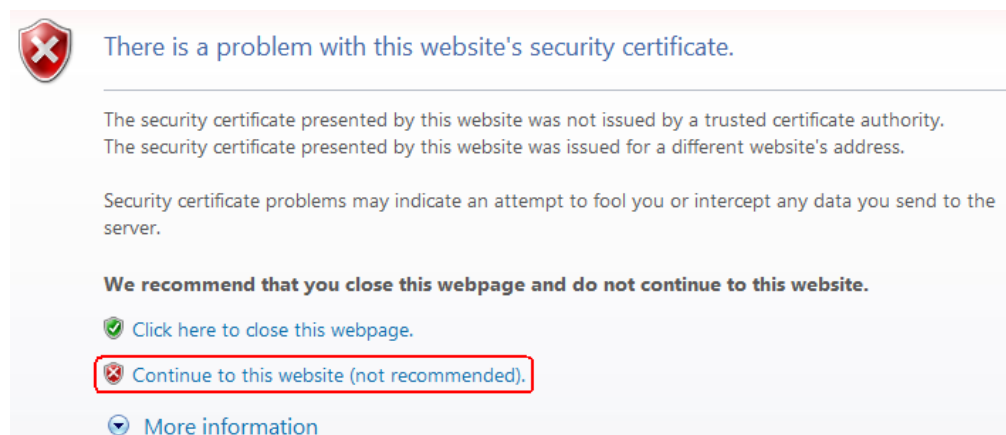 There is a problem with this website's security certificate.
The security certificate presented by this website was not issued by a trusted certificate authority.
The security certificate presented by this website was issued for a different website's address.
Security certificate problems may indicate an attempt to fool you or intercept any data you send to the
server.
We recommend that you close this webpage and do not continue to this website.
Click here to close this webpage.
Continue to this website (not recommended).
More information